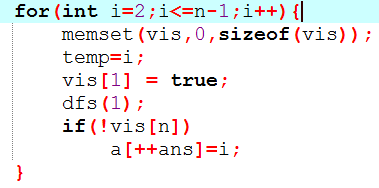 for(int i=2;i<=n-1;i++){
memset(vis,0,sizeof(vis));
temp=i;
vis[1] = true;
dfs(1);
if(!vis[n])
a[++ans]=i;
}